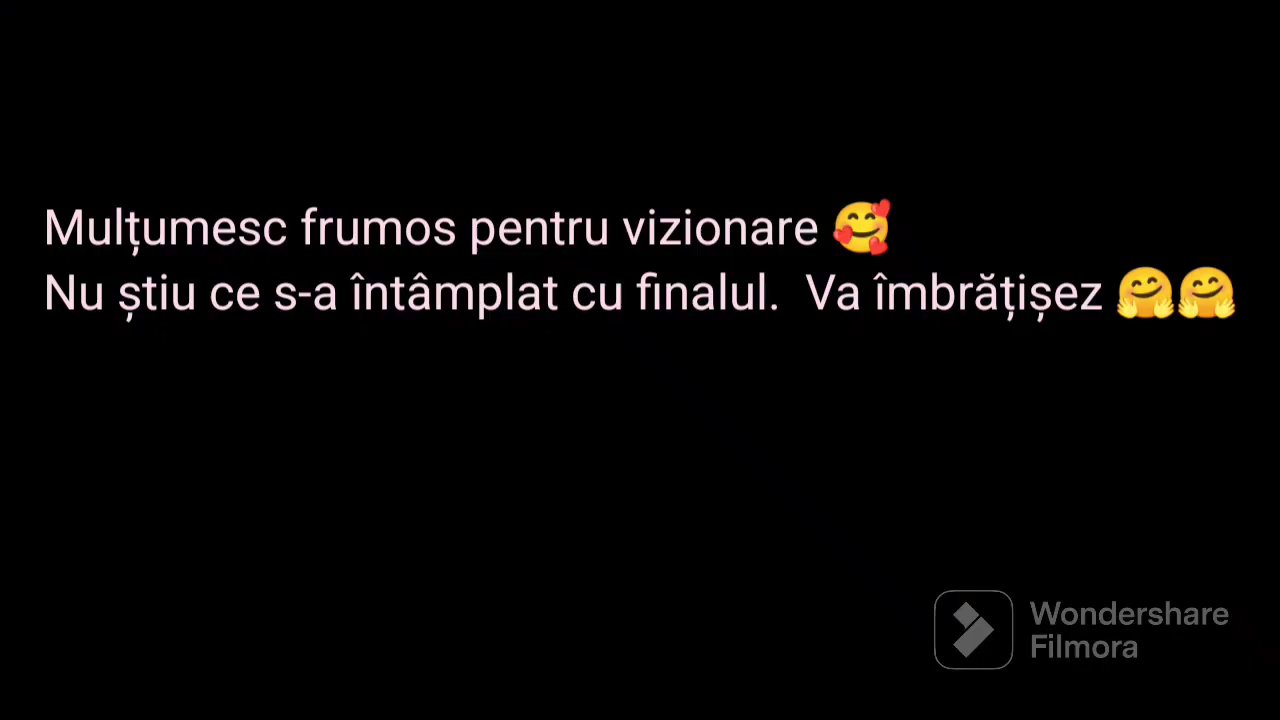 Mulțumesc frumos pentru vizionare 🥰
Nu știu ce s-a întâmplat cu finalul.  Va îmbrățișez 🤗🤗
Wondershare
Filmora